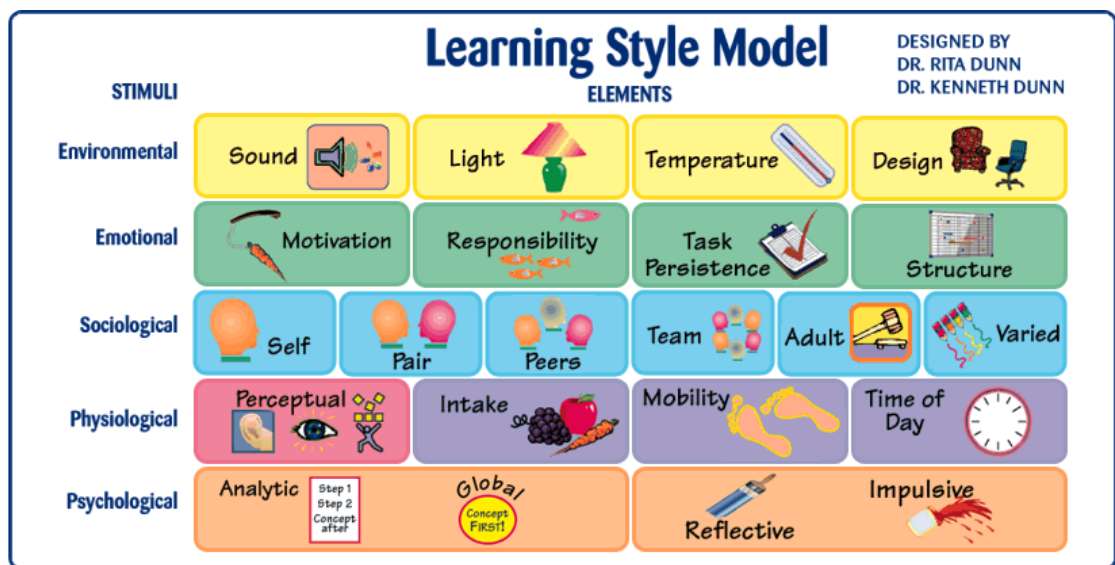 Learning Style Model
DESIGNED BY
DR. RITA DUNN
DR. KENNETH DUNN
STIMULI
ELEMENTS
Environmental
Sound
Light
Temperature
Design
Emotional
Motivation
Responsibility
Task
Persistence
Structure
Sociological
Self
Pair
Peers
Team
Adult
Varied
Physiological
Perceptual
Intake
Mobility
Time of
Day
Psychological
Analytic
Step 1
Step 2
Concept
after
Global
Concept
FIRST!
Reflective
Impulsive